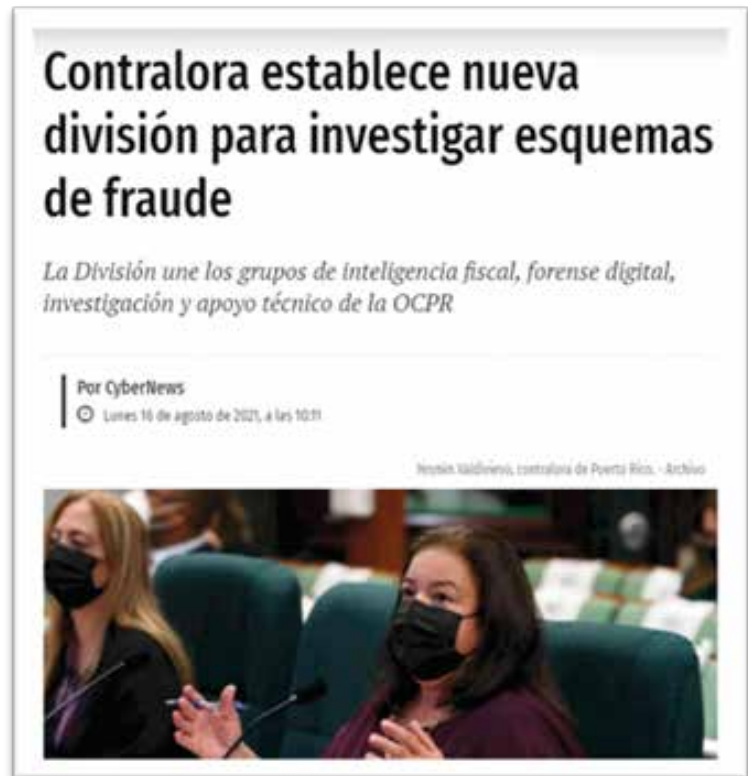 Contralora establece nueva
división para investigar esquemas
de fraude
La División une los grupos de inteligencia fiscal, forense digital,
investigación y apoyo técnico de la OCPR
Por CyberNews
Lunes 16 de agosto de 2021, a las 10:11
Yesmín Valdivieso, contralora de Puerto Rico. - Archivo